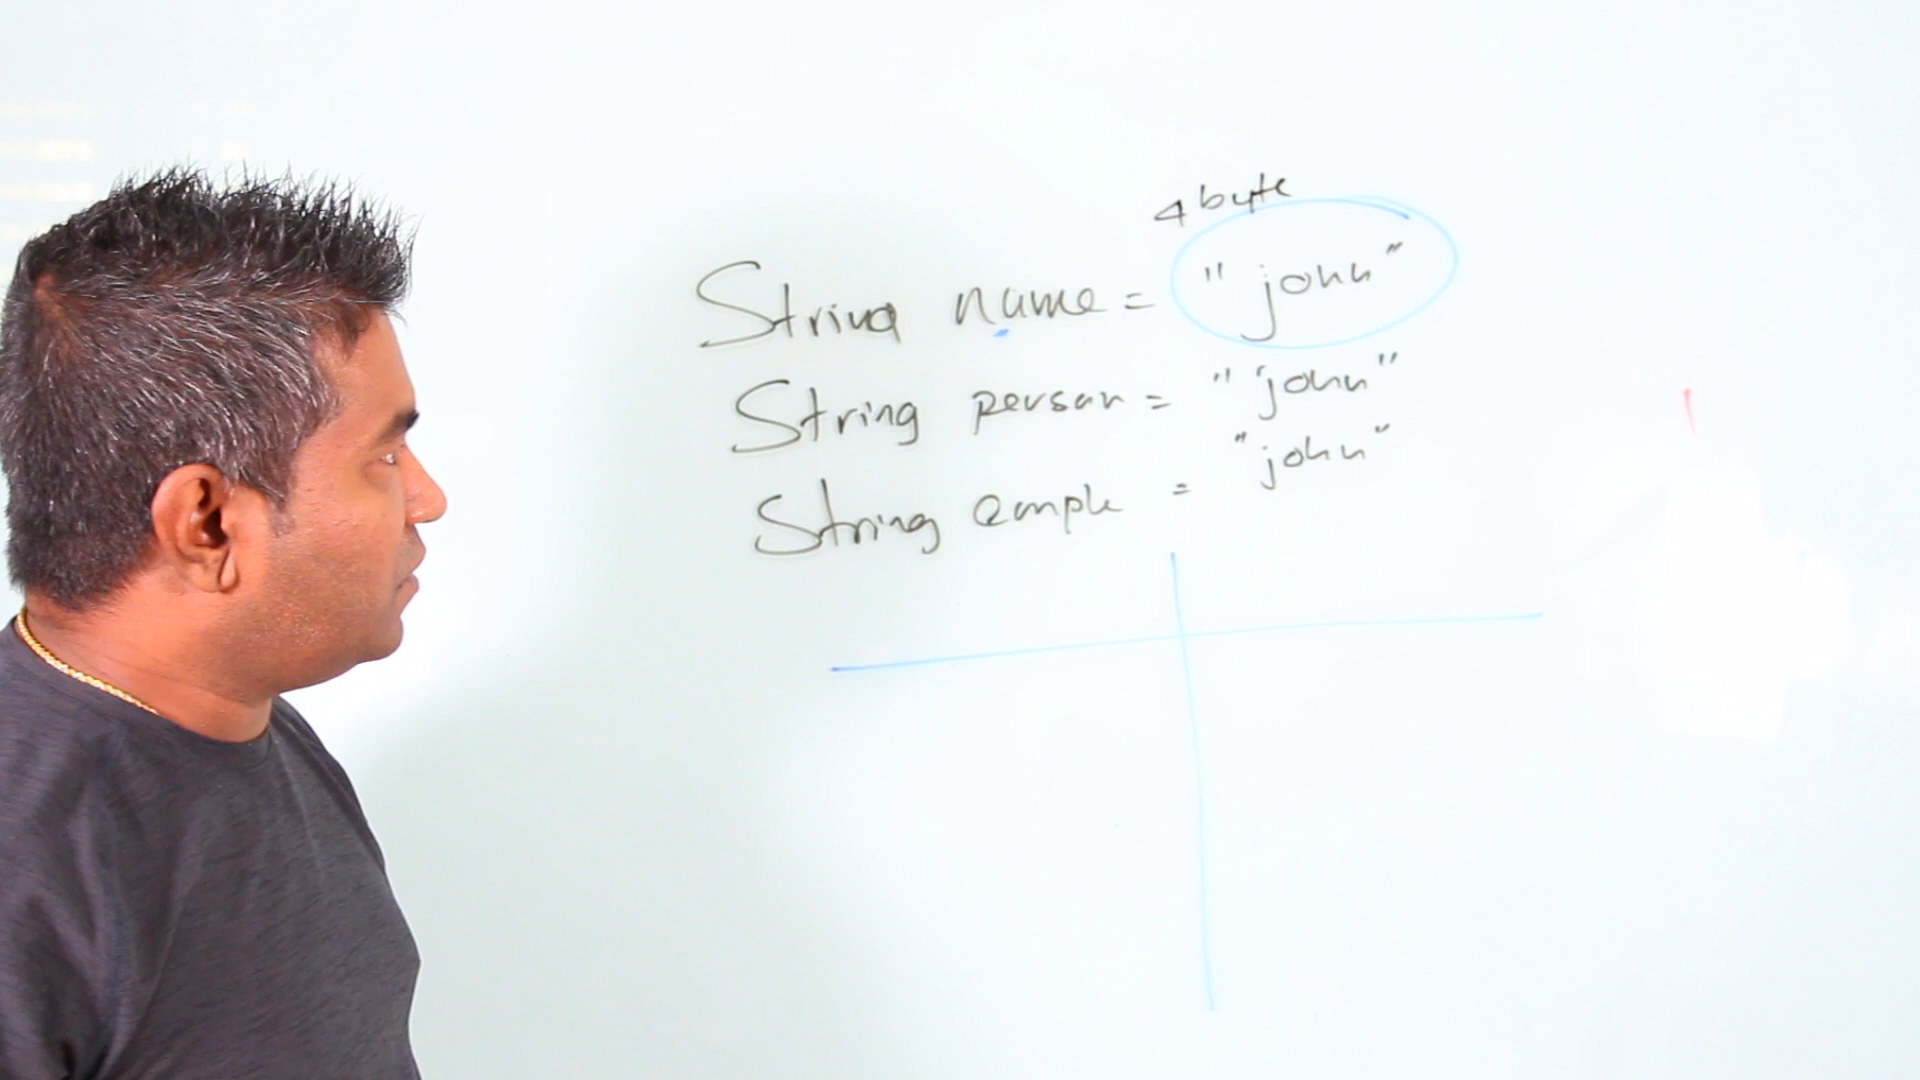 4 byte
String name = "john"
String person = "john"
String emple = "john"